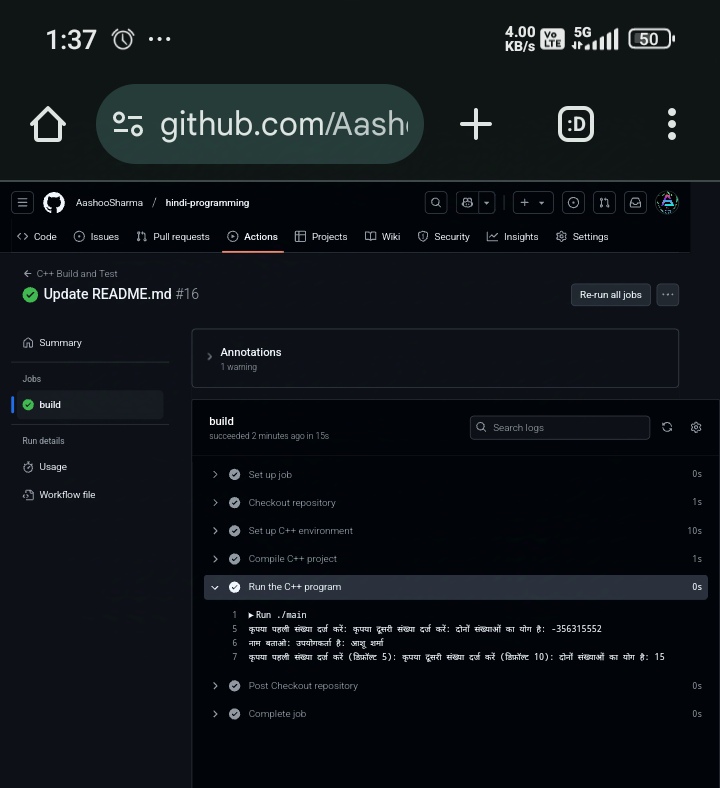 1:37 ...
4.00 KB/s Vo LTE 5G 50
github.com/Aasho
:D
AashooSharma / hindi-programming
Code Issues Pull requests Actions Projects Wiki Security Insights Settings
← C++ Build and Test
Update README.md #16
Re-run all jobs
Summary
Jobs
build
Run details
Usage
Workflow file
Annotations
1 warning
build
succeeded 2 minutes ago in 15s
Search logs
Set up job 0s
Checkout repository 1s
Set up C++ environment 10s
Compile C++ project 1s
Run the C++ program 0s
1 ▶Run ./main
5 कृपया पहली संख्या दर्ज करें: कृपया दूसरी संख्या दर्ज करें: दोनों संख्याओं का योग है: -356315552
6 नाम बताओ: उपयोगकर्ता है: आशू शर्मा
7 कृपया पहली संख्या दर्ज करें (डिफ़ॉल्ट 5): कृपया दूसरी संख्या दर्ज करें (डिफ़ॉल्ट 10): दोनों संख्याओं का योग है: 15
Post Checkout repository 0s
Complete job 0s